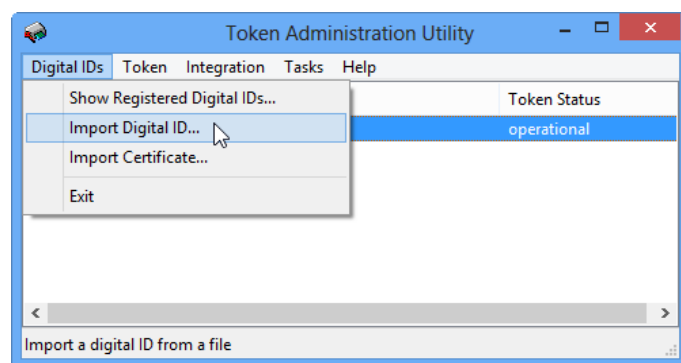 Token Administration Utility
Digital IDs Token Integration Tasks Help
Show Registered Digital IDs...
Token Status
Import Digital ID...
operational
Import Certificate...
Exit
Import a digital ID from a file